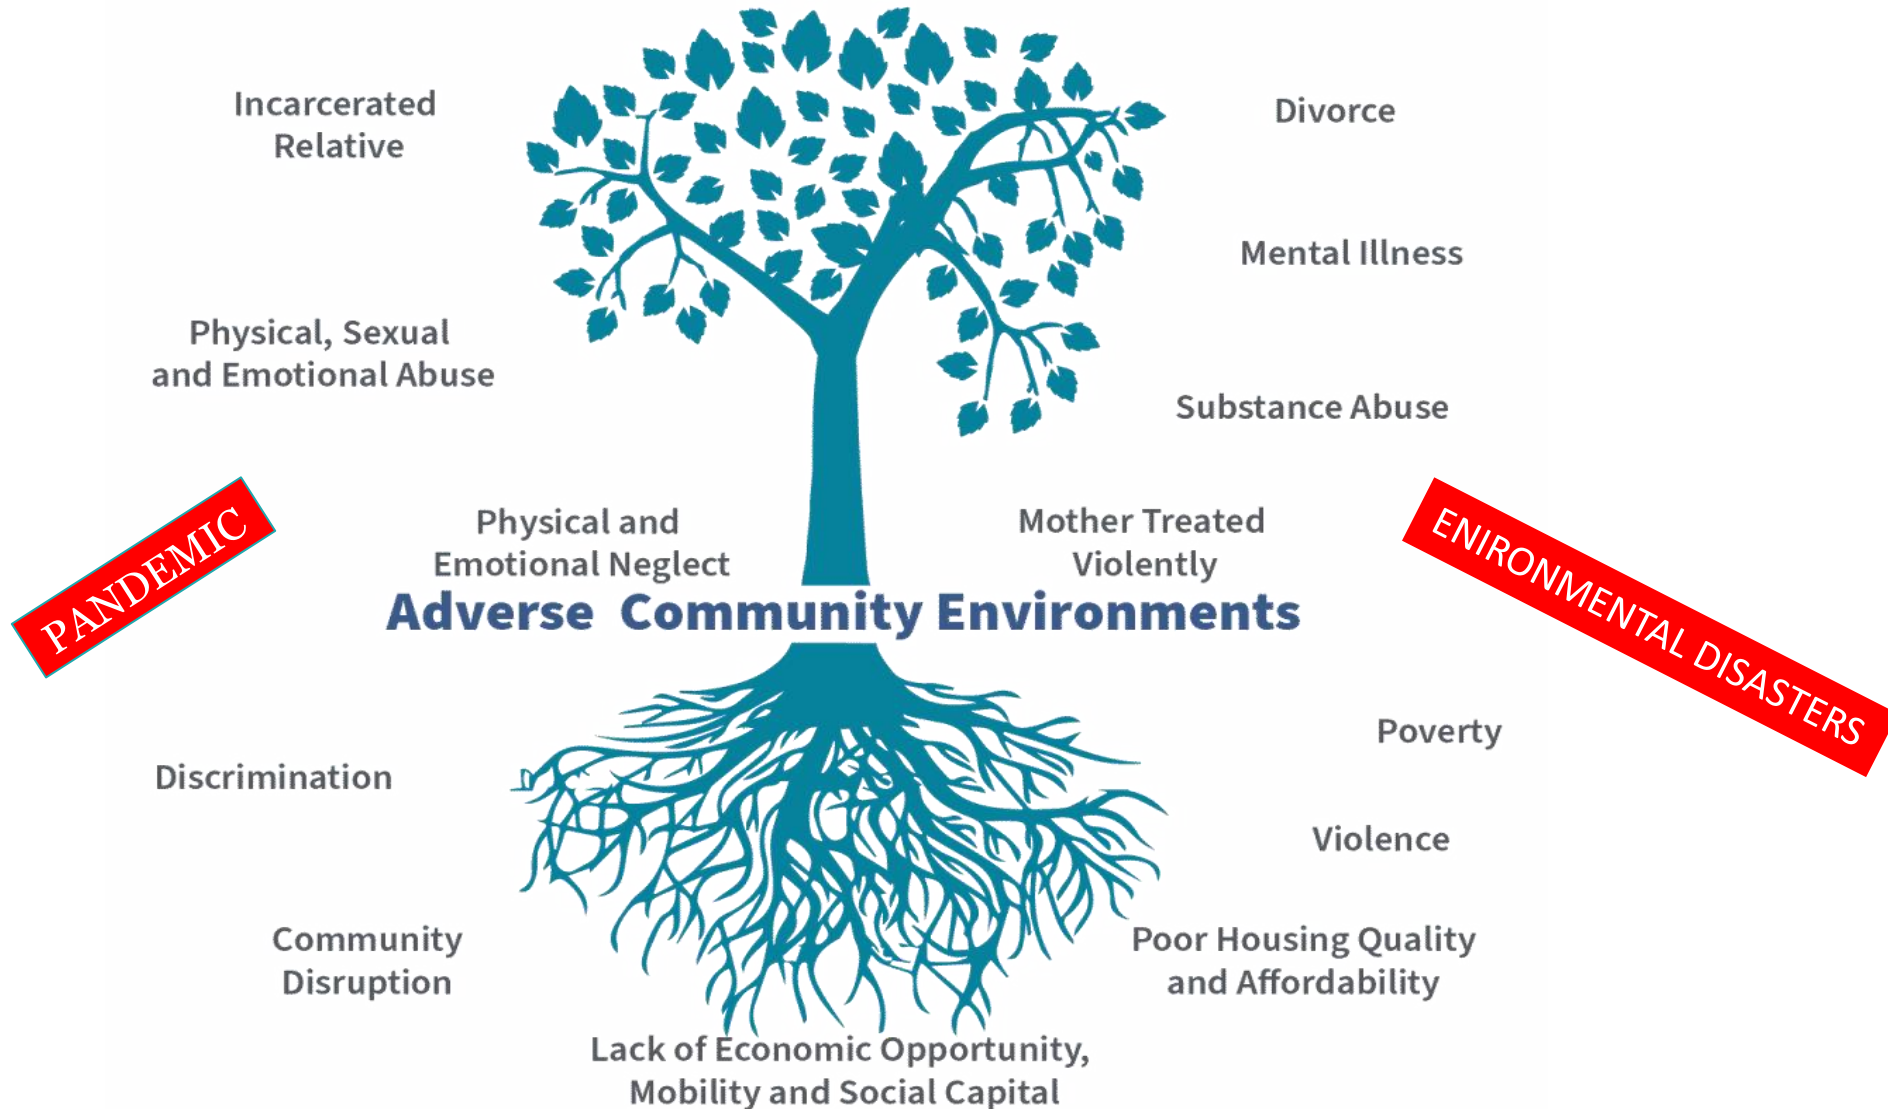 Incarcerated
Relative
Divorce
Mental Illness
Physical, Sexual
and Emotional Abuse
Substance Abuse
PANDEMIC
Physical and
Emotional Neglect
Mother Treated
Violently
ENIRONMENTAL DISASTERS
Adverse Community Environments
Poverty
Discrimination
Violence
Community
Disruption
Poor Housing Quality
and Affordability
Lack of Economic Opportunity,
Mobility and Social Capital